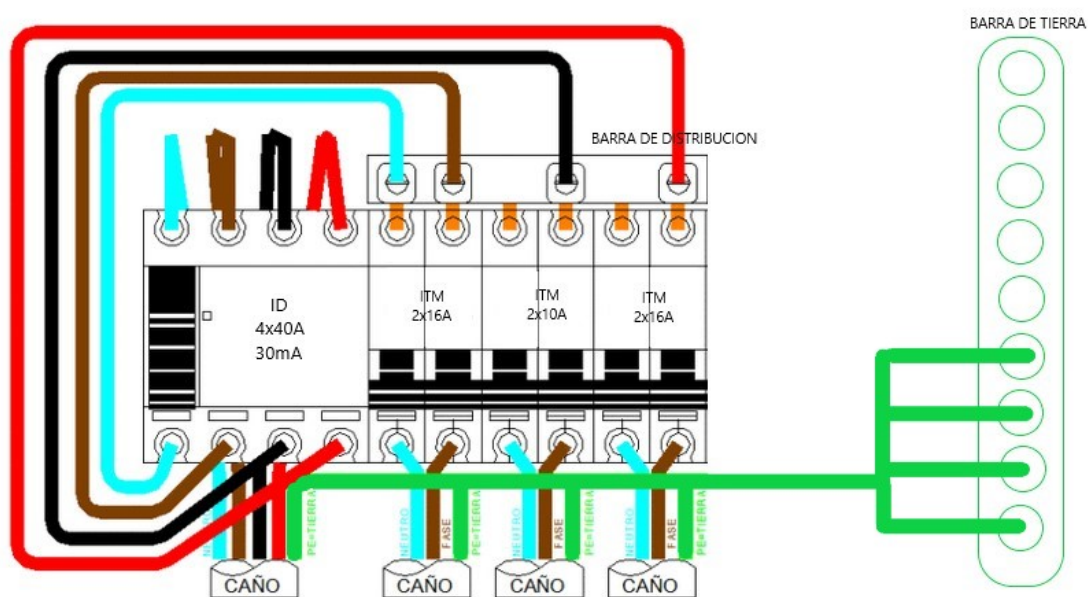 BARRA DE TIERRA
BARRA DE DISTRIBUCION
ID
4x40A
30mA
ITM
2x16A
ITM
2x10A
ITM
2x16A
PE=TIERRA
NEUTRO
FASE
PE=TIERRA
NEUTRO
FASE
PE=TIERRA
NEUTRO
FASE
PE=TIERRA
CAÑO
CAÑO
CAÑO
CAÑO